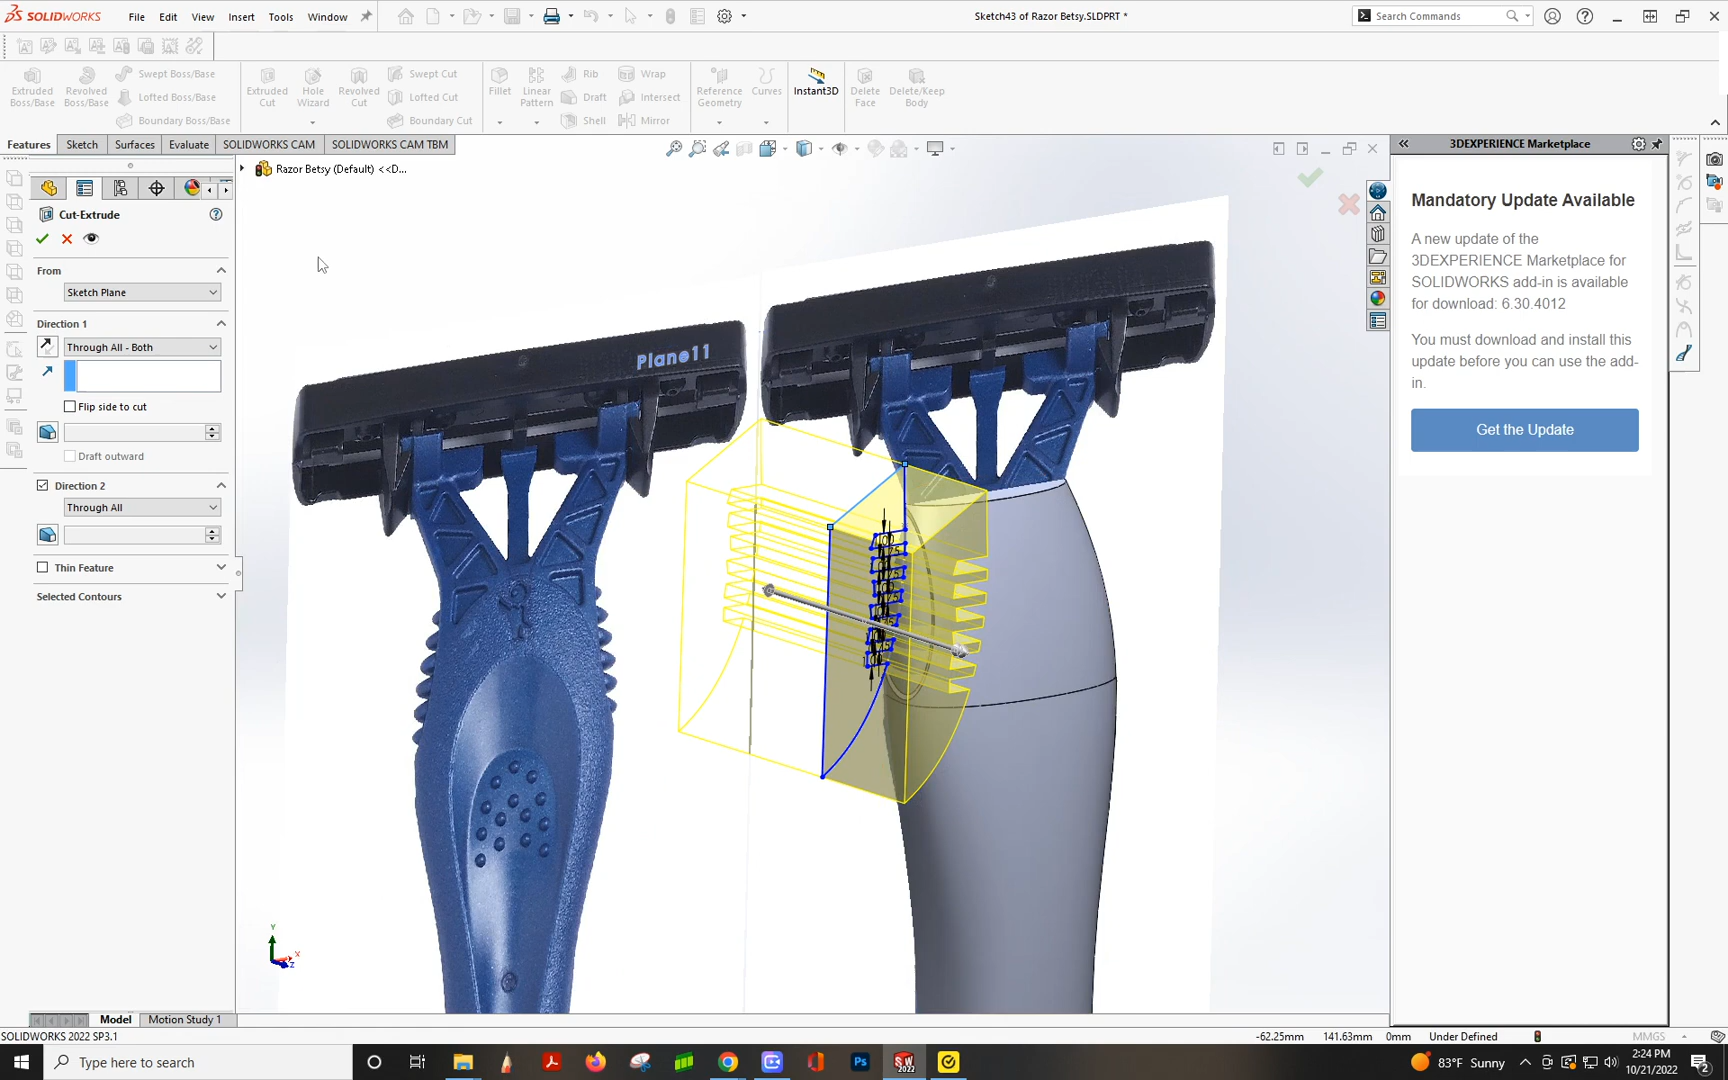 SOLIDWORKS
File
Edit
View
Insert
Tools
Window
Sketch43 of Razor Betsy.SLDPRT *
Search Commands
Extruded Boss/Base
Revolved Boss/Base
Swept Boss/Base
Lofted Boss/Base
Boundary Boss/Base
Extruded Cut
Hole Wizard
Revolved Cut
Swept Cut
Lofted Cut
Boundary Cut
Fillet
Linear Pattern
Rib
Draft
Shell
Wrap
Intersect
Mirror
Reference Geometry
Curves
Instant3D
Delete Face
Delete/Keep Body
Features
Sketch
Surfaces
Evaluate
SOLIDWORKS CAM
SOLIDWORKS CAM TBM
Razor Betsy (Default) <<D...
Cut-Extrude
From
Sketch Plane
Direction 1
Through All - Both
Flip side to cut
Draft outward
Direction 2
Through All
Thin Feature
Selected Contours
Plane11
Y
X
Z
3DEXPERIENCE Marketplace
Mandatory Update Available
A new update of the
3DEXPERIENCE Marketplace for
SOLIDWORKS add-in is available
for download: 6.30.4012
You must download and install this
update before you can use the add-
in.
Get the Update
Model
Motion Study 1
SOLIDWORKS 2022 SP3.1
-62.25mm
141.63mm
0mm
Under Defined
MMGS
Type here to search
Ps
SW
2022
83°F Sunny
2:24 PM
10/21/2022
2